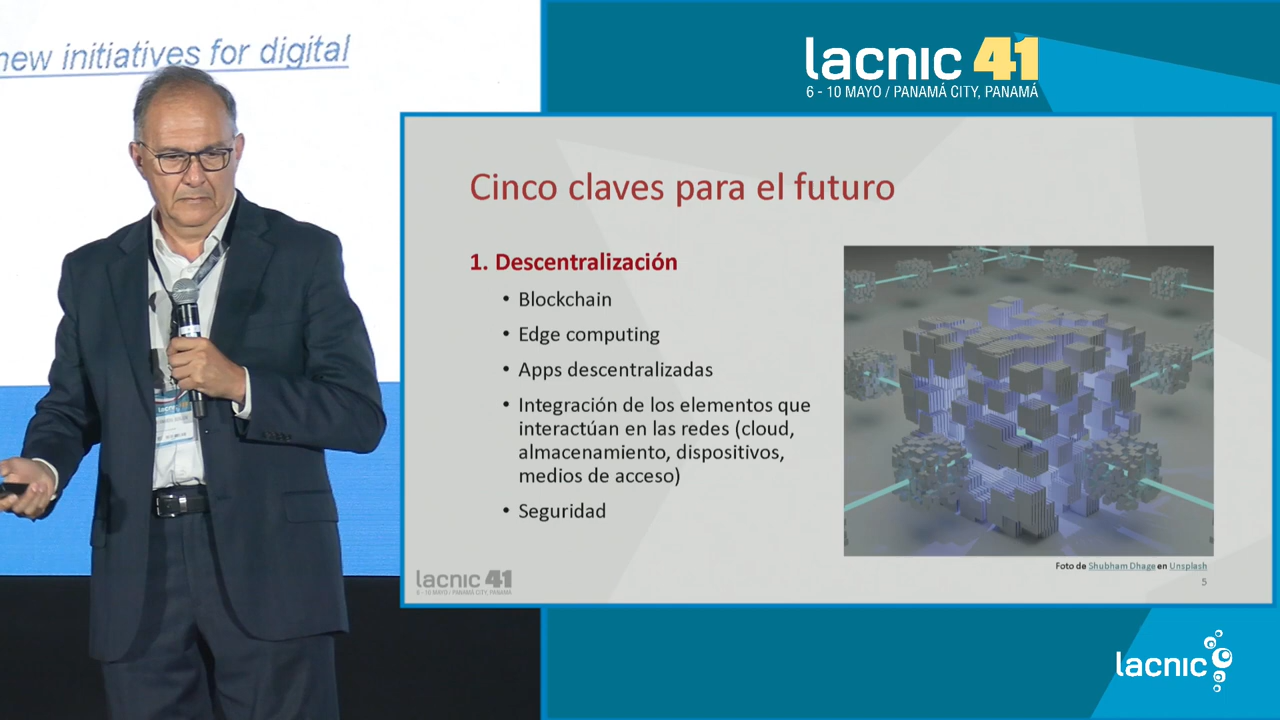 new initiatives for digital
lacnic 41
6 - 10 MAYO / PANAMÁ CITY, PANAMÁ
Cinco claves para el futuro
1. Descentralización
• Blockchain
• Edge computing
• Apps descentralizadas
• Integración de los elementos que
interactúan en las redes (cloud,
almacenamiento, dispositivos,
medios de acceso)
• Seguridad
Foto de Shubham Dhage en Unsplash
5
lacnic 41
6 - 10 MAYO / PANAMÁ CITY, PANAMÁ
lacnic